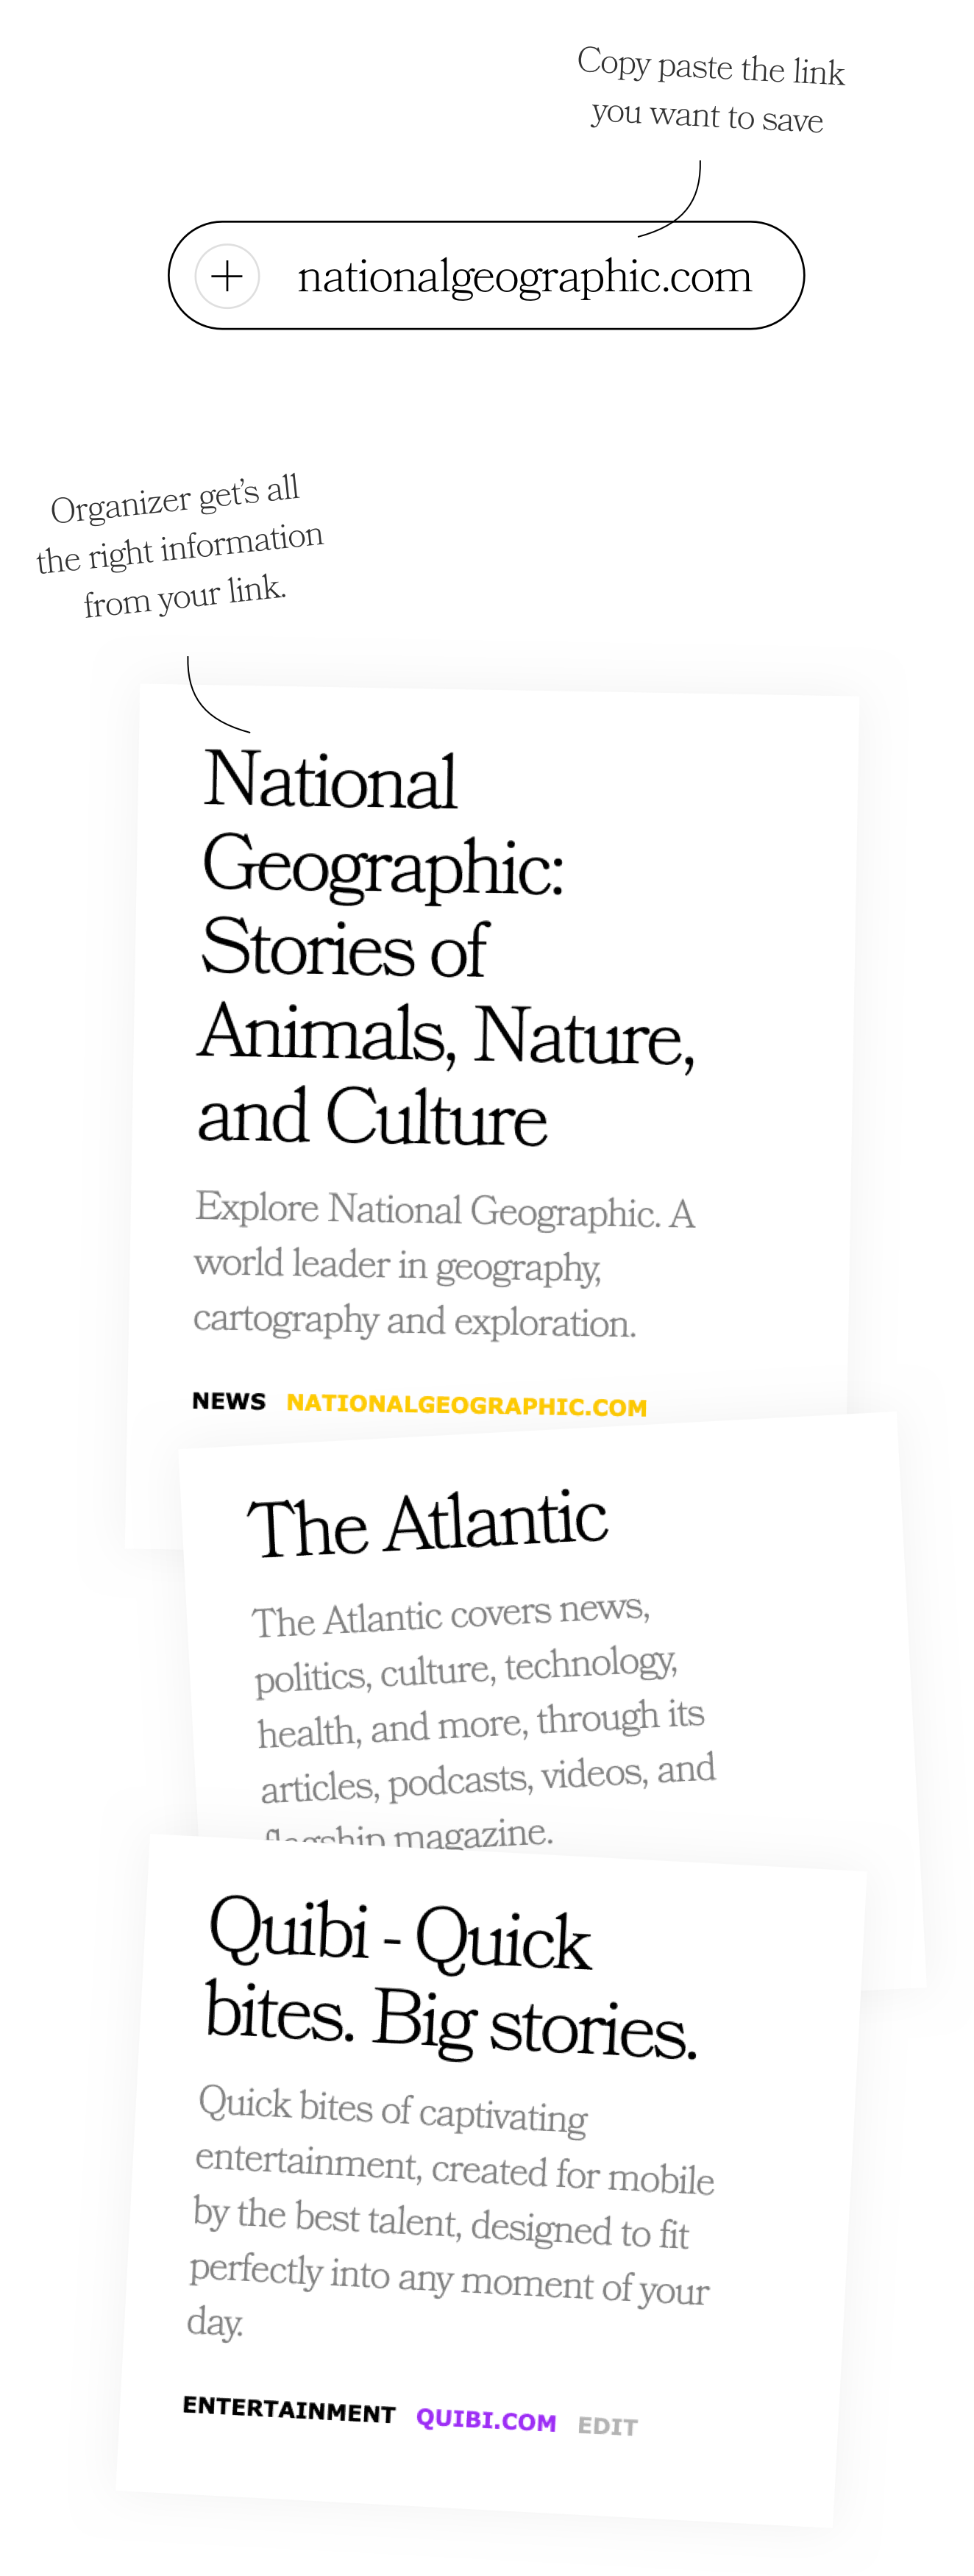 Copy paste the link
you want to save
nationalgeographic.com
Organizer get's all
the right information
from your link.
National
Geographic:
Stories of
Animals, Nature,
and Culture
Explore National Geographic. A
world leader in geography,
cartography and exploration.
NEWS NATIONALGEOGRAPHIC.COM
The Atlantic
The Atlantic covers news,
politics, culture, technology,
health, and more, through its
articles, podcasts, videos, and
flagship magazine.
Quibi - Quick
bites. Big stories.
Quick bites of captivating
entertainment, created for mobile
by the best talent, designed to fit
perfectly into any moment of your
day.
ENTERTAINMENT QUIBI.COM EDIT